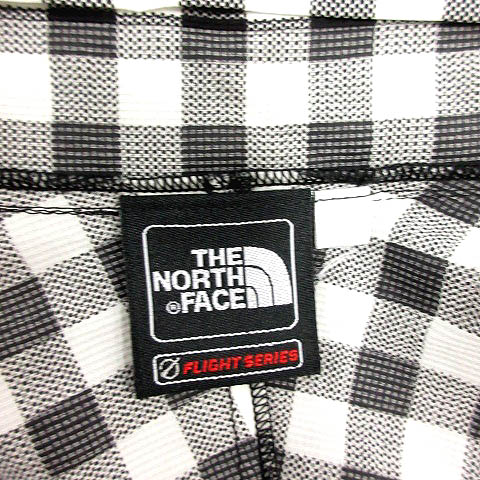 THE
NORTH
® FACE
FLIGHT SERIES